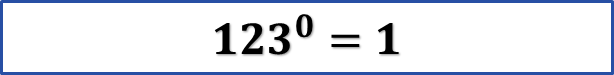 123⁰ = 1